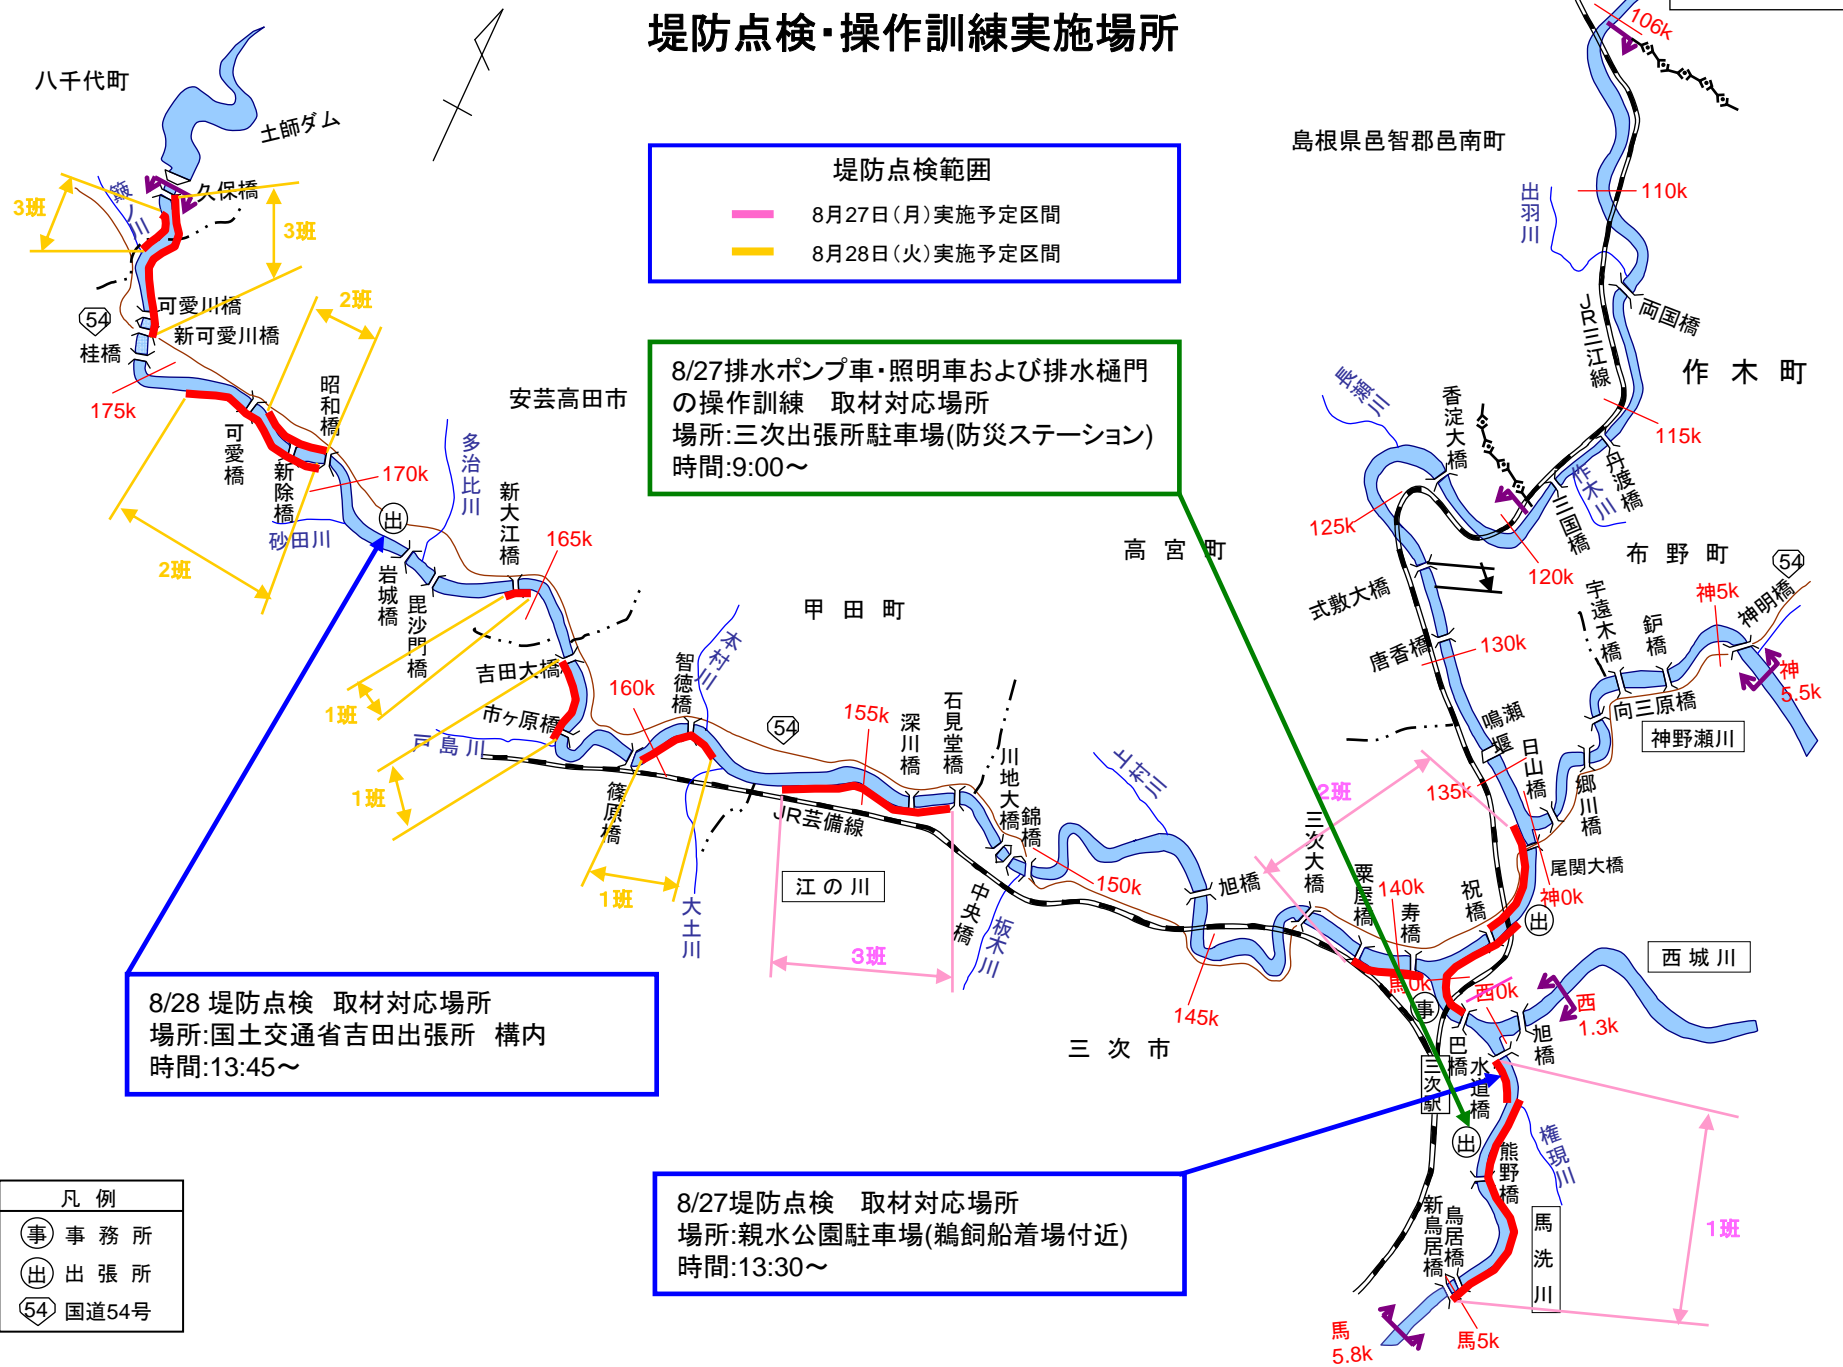 堤防点検・操作訓練実施場所
八千代町
土師ダム
簸ノ川
久保橋
3班
3班
可愛川橋
新可愛川橋
54
桂橋
175k
2班
昭和橋
可愛橋
新除橋
170k
砂田川
2班
安芸高田市
多治比川
出
岩城橋
毘沙門橋
新大江橋
165k
1班
吉田大橋
市ヶ原橋
戸島川
1班
篠原橋
160k
智徳橋
本村川
甲田町
54
155k
深川橋
石見堂橋
JR芸備線
大土川
1班
江の川
3班
川地大橋
錦橋
中央橋
板木川
150k
上村川
旭橋
145k
三次市
三次大橋
2班
粟屋橋
140k
寿橋
祝橋
馬0k
事
西0k
巴橋
水道橋
旭橋
西
1.3k
西城川
三次駅
出
熊野橋
権現川
新鳥居橋
鳥居橋
馬洗川
1班
馬
5.8k
馬5k
106k
島根県邑智郡邑南町
出羽川
110k
両国橋
JR三江線
作木町
115k
丹渡橋
作木川
三国橋
120k
香淀大橋
長瀬川
125k
高宮町
式敷大橋
唐香橋
130k
布野町
54
宇遠木橋
鈩橋
神5k
神明橋
神
5.5k
向三原橋
神野瀬川
鳴瀬堰
日山橋
135k
郷川橋
尾関大橋
神0k
出
堤防点検範囲
8月27日(月)実施予定区間
8月28日(火)実施予定区間
8/27排水ポンプ車・照明車および排水樋門
の操作訓練　取材対応場所
場所:三次出張所駐車場(防災ステーション)
時間:9:00～
8/28 堤防点検　取材対応場所
場所:国土交通省吉田出張所　構内
時間:13:45～
8/27堤防点検　取材対応場所
場所:親水公園駐車場(鵜飼船着場付近)
時間:13:30～
凡例
事 事務所
出 出張所
54 国道54号